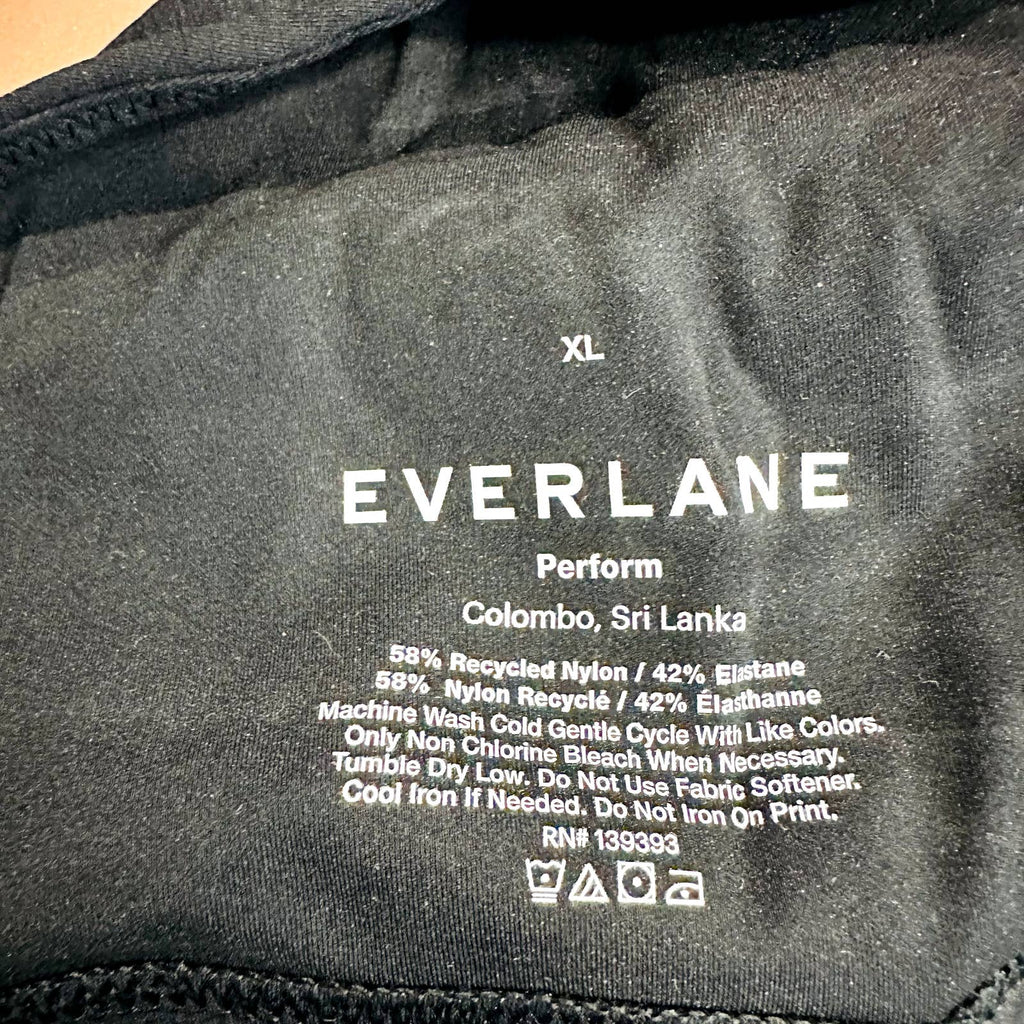 XL
EVERLANE
Perform
Colombo, Sri Lanka
58% Recycled Nylon / 42% Elastane
58% Nylon Recyclé / 42% Élasthanne
Machine Wash Cold Gentle Cycle With Like Colors.
Only Non Chlorine Bleach When Necessary.
Tumble Dry Low. Do Not Use Fabric Softener.
Cool Iron If Needed. Do Not Iron On Print.
RN# 139393